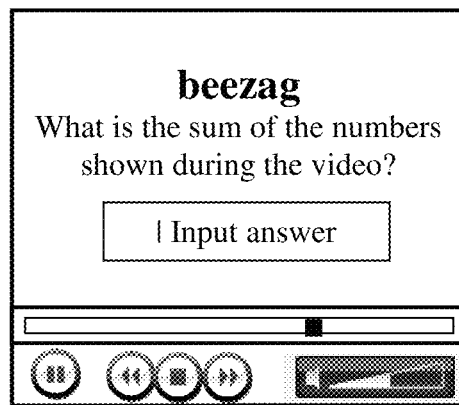 beezag
What is the sum of the numbers
shown during the video?
Input answer